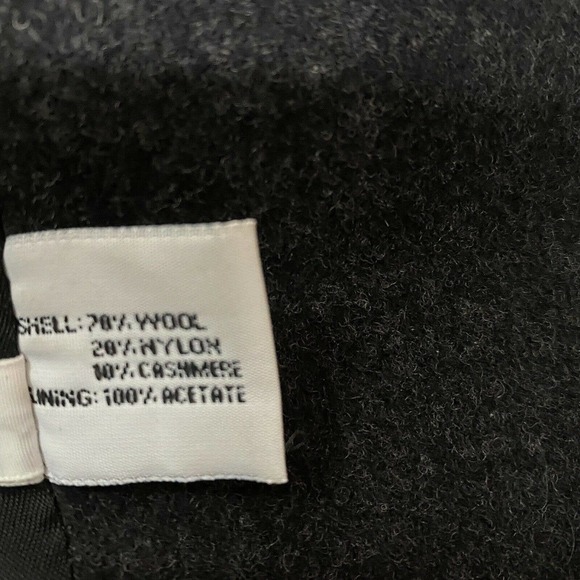 SHELL: 70% WOOL
20% NYLON
10% CASHMERE
LINING: 100% ACETATE